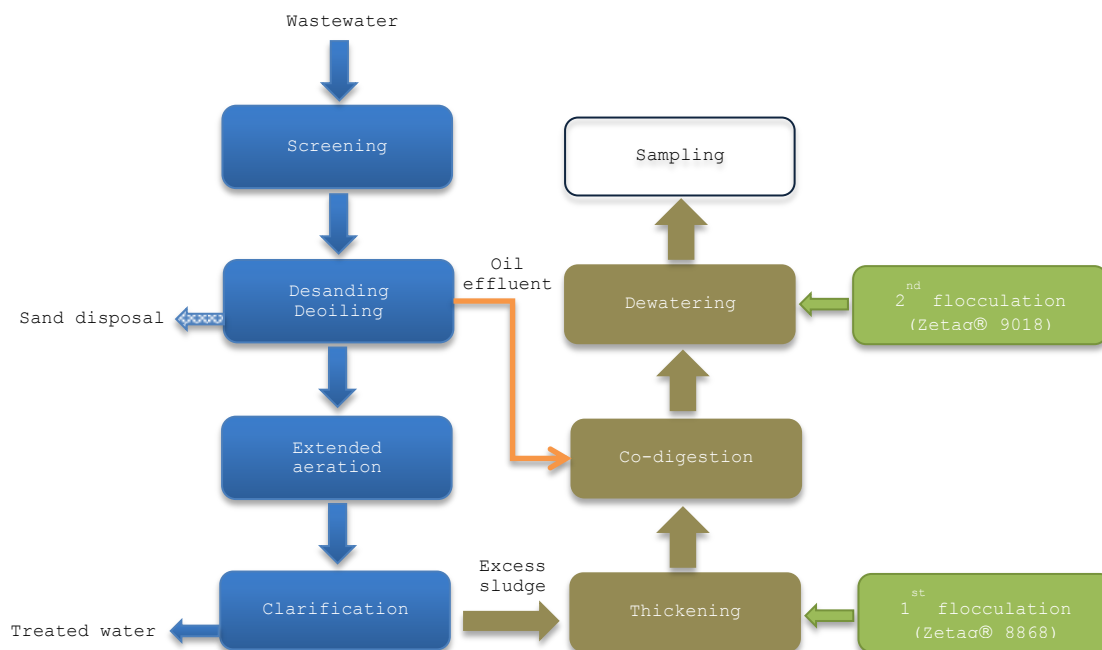 Wastewater
Screening
Sampling
Oil
effluent
Desanding
Deoiling
Sand disposal
Dewatering
2nd flocculation
(Zetag® 9018)
Extended
aeration
Co-digestion
Excess
sludge
Clarification
Treated water
Thickening
1st flocculation
(Zetag® 8868)